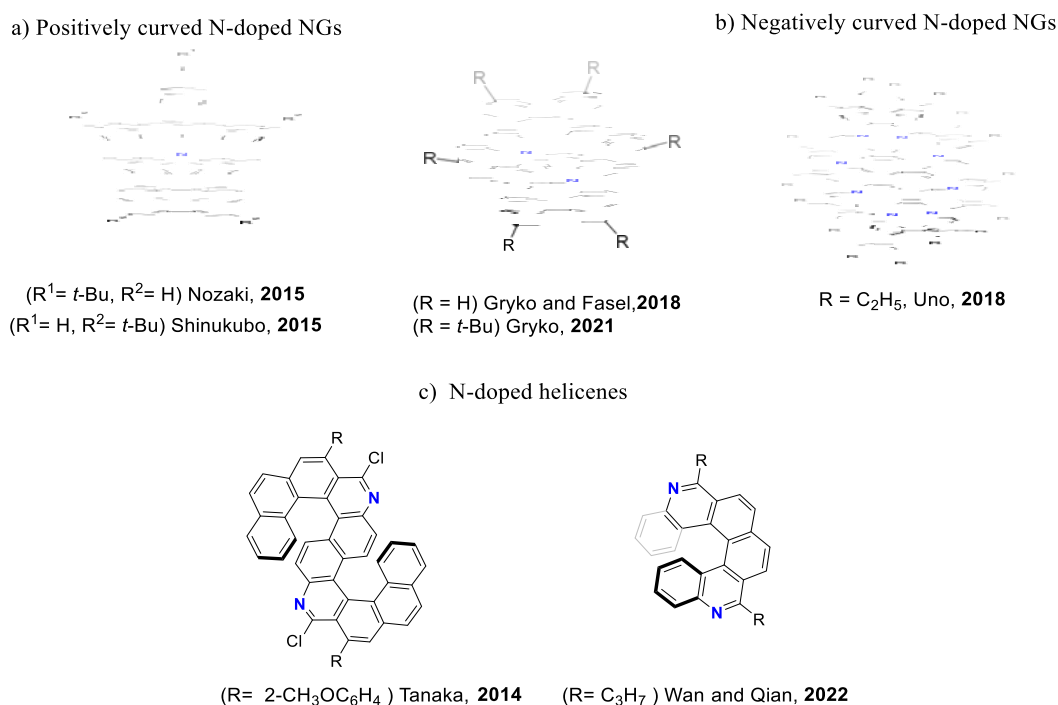 a) Positively curved N-doped NGs
b) Negatively curved N-doped NGs
R
R
R
R
R
R
(R¹= t-Bu, R²= H) Nozaki, 2015
(R¹= H, R²= t-Bu) Shinukubo, 2015
(R = H) Gryko and Fasel,2018
(R = t-Bu) Gryko, 2021
R = C₂H₅, Uno, 2018
c) N-doped helicenes
R
Cl
N
N
Cl
R
R
N
N
R
(R= 2-CH₃OC₆H₄ ) Tanaka, 2014
(R= C₃H₇ ) Wan and Qian, 2022